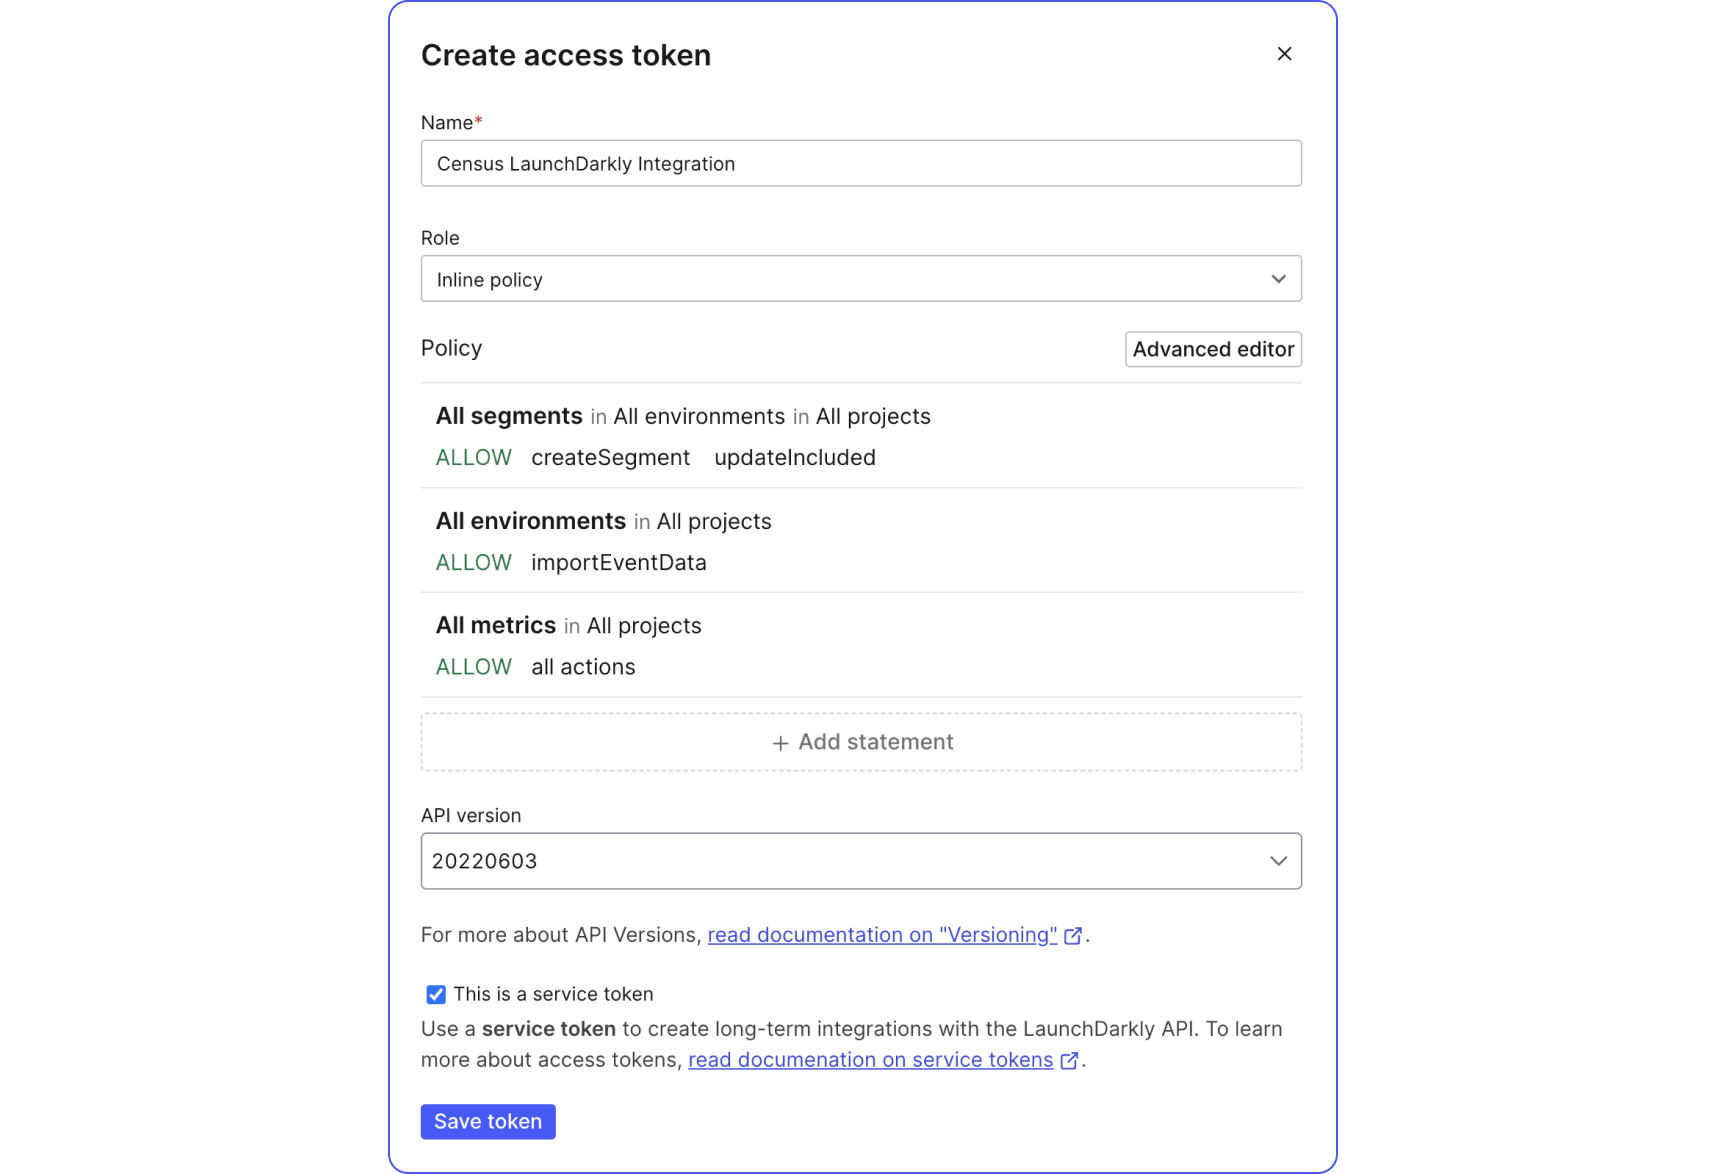 Create access token
Name*
Census LaunchDarkly Integration
Role
Inline policy
Policy
Advanced editor
All segments in All environments in All projects
ALLOW createSegment updateIncluded
All environments in All projects
ALLOW importEventData
All metrics in All projects
ALLOW all actions
+ Add statement
API version
20220603
For more about API Versions, read documentation on "Versioning" .
This is a service token
Use a service token to create long-term integrations with the LaunchDarkly API. To learn
more about access tokens, read documenation on service tokens .
Save token